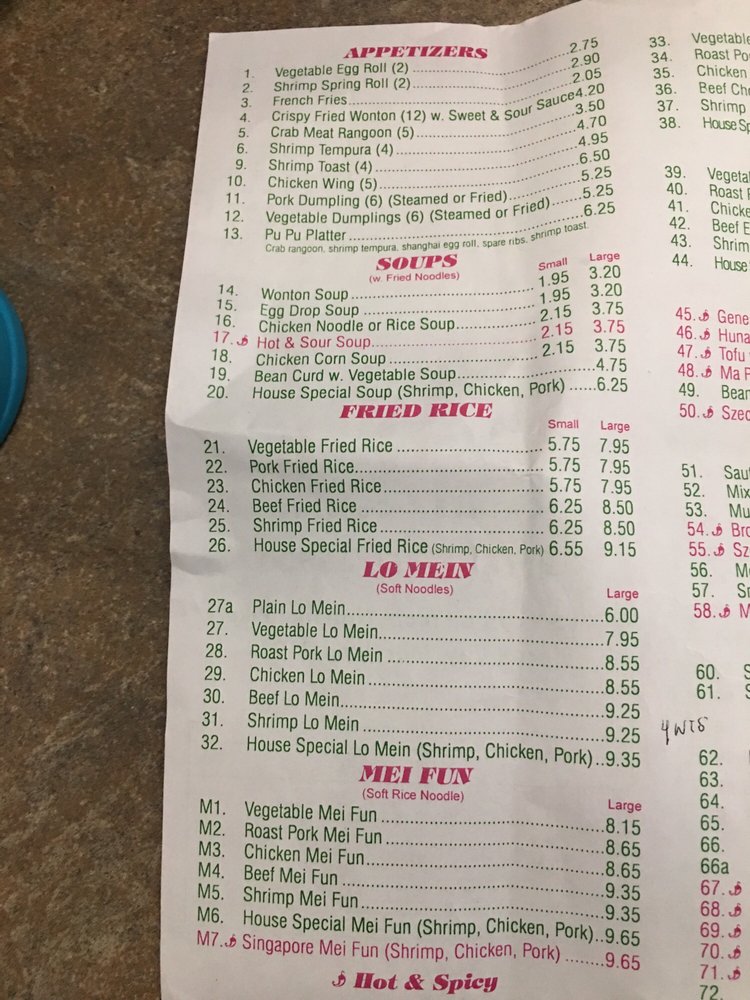 APPETIZERS
1. Vegetable Egg Roll (2) 2.75
2. Shrimp Spring Roll (2) 2.90
3. French Fries 2.05
4. Crispy Fried Wonton (12) w. Sweet & Sour Sauce 4.20
5. Crab Meat Rangoon (5) 3.50
6. Shrimp Tempura (4) 4.70
9. Shrimp Toast (4) 4.95
10. Chicken Wing (5) 6.50
11. Pork Dumpling (6) (Steamed or Fried) 5.25
12. Vegetable Dumplings (6) (Steamed or Fried) 5.25
13. Pu Pu Platter 6.25
Crab rangoon, shrimp tempura, shanghai egg roll, spare ribs, shrimp toast.
SOUPS
(w. Fried Noodles)
Small Large
14. Wonton Soup 1.95 3.20
15. Egg Drop Soup 1.95 3.20
16. Chicken Noodle or Rice Soup 2.15 3.75
17. Hot & Sour Soup 2.15 3.75
18. Chicken Corn Soup 2.15 3.75
19. Bean Curd w. Vegetable Soup 4.75
20. House Special Soup (Shrimp, Chicken, Pork) 6.25
FRIED RICE
Small Large
21. Vegetable Fried Rice 5.75 7.95
22. Pork Fried Rice 5.75 7.95
23. Chicken Fried Rice 5.75 7.95
24. Beef Fried Rice 6.25 8.50
25. Shrimp Fried Rice 6.25 8.50
26. House Special Fried Rice (Shrimp, Chicken, Pork) 6.55 9.15
LO MEIN
(Soft Noodles)
Large
27a Plain Lo Mein 6.00
27. Vegetable Lo Mein 7.95
28. Roast Pork Lo Mein 8.55
29. Chicken Lo Mein 8.55
30. Beef Lo Mein 9.25
31. Shrimp Lo Mein 9.25
32. House Special Lo Mein (Shrimp, Chicken, Pork) 9.35
MEI FUN
(Soft Rice Noodle)
Large
M1. Vegetable Mei Fun 8.15
M2. Roast Pork Mei Fun 8.65
M3. Chicken Mei Fun 8.65
M4. Beef Mei Fun 9.35
M5. Shrimp Mei Fun 9.35
M6. House Special Mei Fun (Shrimp, Chicken, Pork) 9.65
M7. Singapore Mei Fun (Shrimp, Chicken, Pork) 9.65
Hot & Spicy
33. Vegetable
34. Roast Po
35. Chicken
36. Beef Ch
37. Shrimp
38. House Sp
39. Vegeta
40. Roast P
41. Chicke
42. Beef E
43. Shrim
44. House
45. Gene
46. Huna
47. Tofu
48. Ma P
49. Bean
50. Szec
51. Sau
52. Mix
53. Mu
54. Bro
55. Sz
56. M
57. Sr
58. M
60. S
61. S
62.
63.
64.
65.
66.
66a
67.
68.
69.
70.
71.
72.